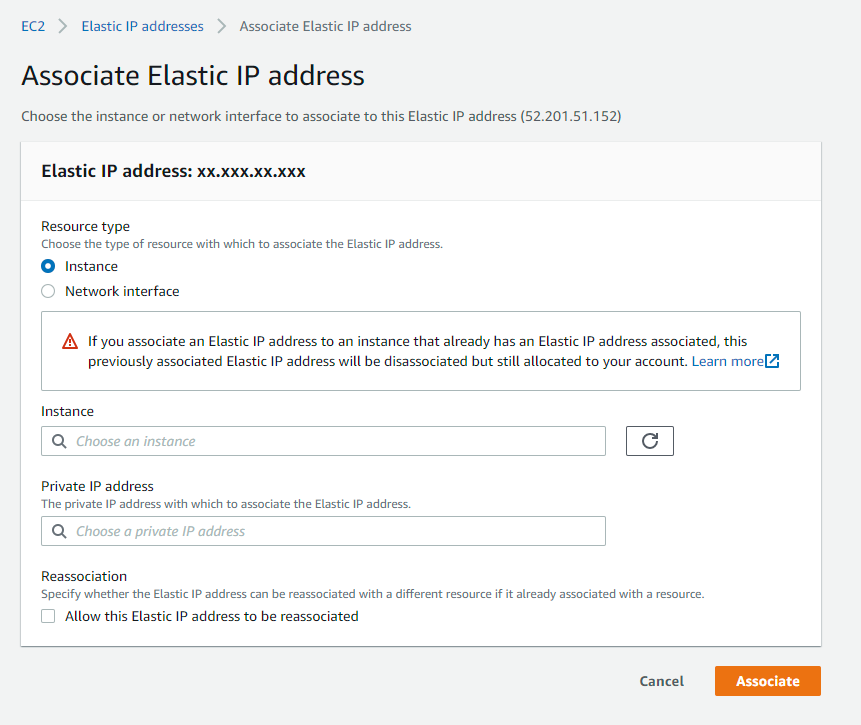 EC2 > Elastic IP addresses > Associate Elastic IP address
Associate Elastic IP address
Choose the instance or network interface to associate to this Elastic IP address (52.201.51.152)
Elastic IP address: xx.xxx.xx.xxx
Resource type
Choose the type of resource with which to associate the Elastic IP address.
Instance
Network interface
If you associate an Elastic IP address to an instance that already has an Elastic IP address associated, this
previously associated Elastic IP address will be disassociated but still allocated to your account. Learn more
Instance
Choose an instance
Private IP address
The private IP address with which to associate the Elastic IP address.
Choose a private IP address
Reassociation
Specify whether the Elastic IP address can be reassociated with a different resource if it already associated with a resource.
Allow this Elastic IP address to be reassociated
Cancel Associate